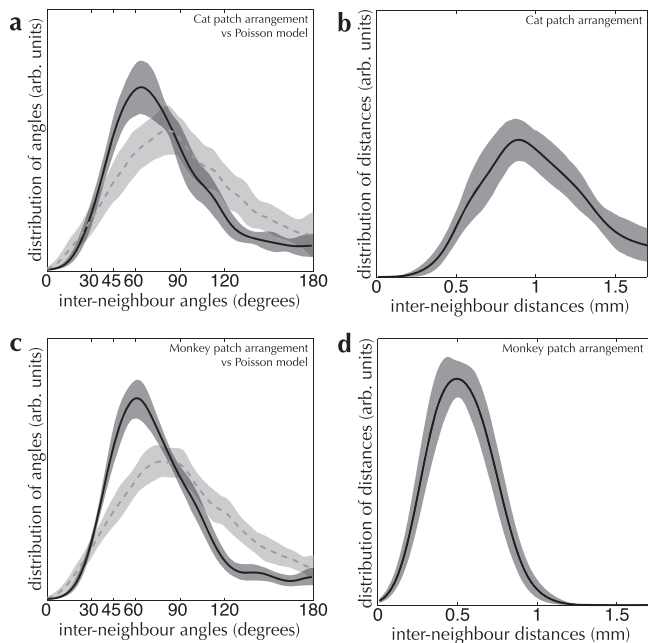 a
Cat patch arrangement
vs Poisson model
distribution of angles (arb. units)
0 30 45 60 90 120 180
inter-neighbour angles (degrees)
b
Cat patch arrangement
distribution of distances (arb. units)
0 0.5 1 1.5
inter-neighbour distances (mm)
c
Monkey patch arrangement
vs Poisson model
distribution of angles (arb. units)
0 30 45 60 90 120 180
inter-neighbour angles (degrees)
d
Monkey patch arrangement
distribution of distances (arb. units)
0 0.5 1 1.5
inter-neighbour distances (mm)